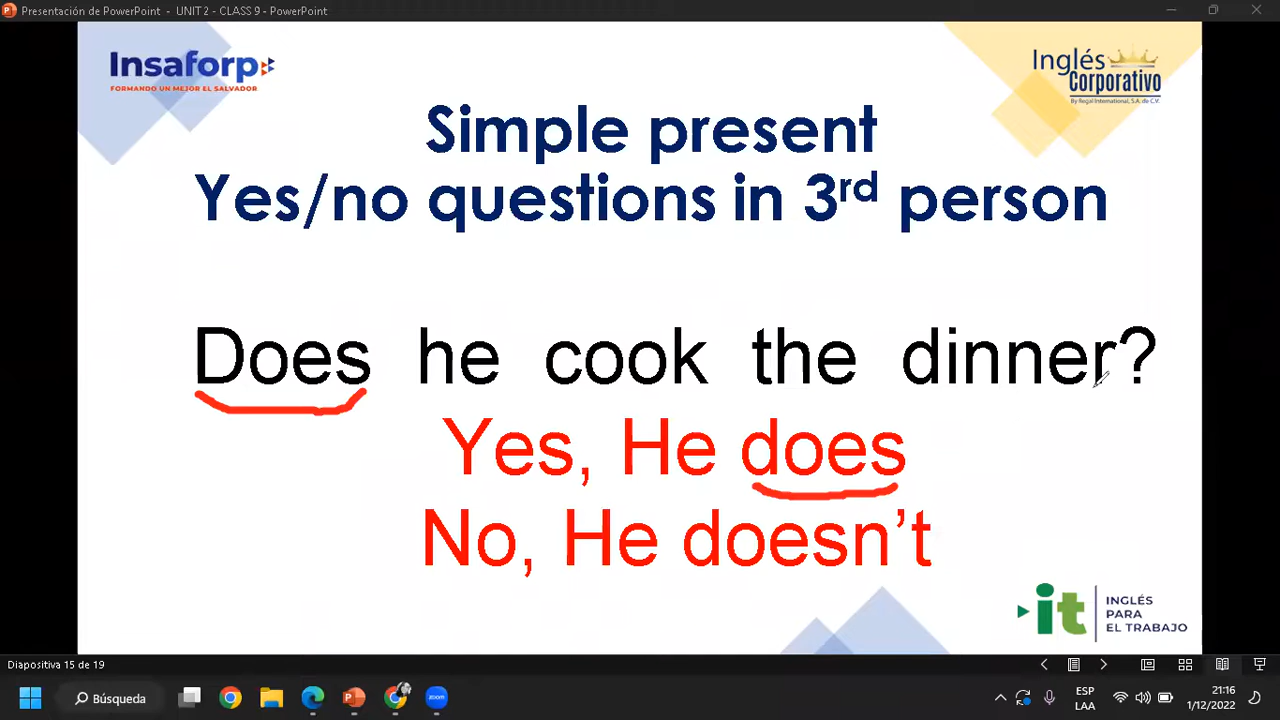 Presentación de PowerPoint - UNIT 2 - CLASS 9 - PowerPoint
Insaforp
FORMANDO UN MEJOR EL SALVADOR
Inglés
Corporativo
By Regal International, S.A. de C.V.
Simple present
Yes/no questions in 3rd person
Does he cook the dinner?
Yes, He does
No, He doesn't
it
INGLÉS
PARA
EL TRABAJO
Diapositiva 15 de 19
Búsqueda
zoom
ESP
LAA
21:16
1/12/2022